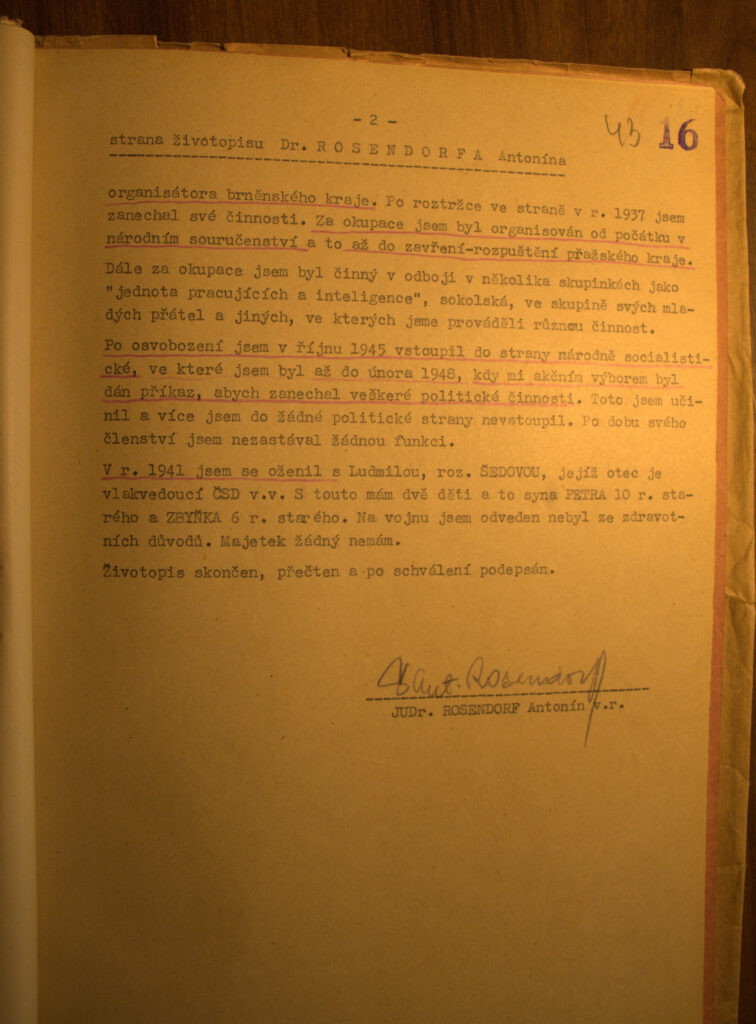 43 16
- 2 -
strana životopisu Dr. R O S E N D O R F A Antonína
organisátora brněnského kraje. Po roztržce ve straně v r. 1937 jsem
zanechal své činnosti. Za okupace jsem byl organisován od počátku v
národním souručenství a to až do zavření-rozpuštění přažského kraje.
Dále za okupace jsem byl činný v odboji v několika skupinkách jako
"jednota pracujících a inteligence", sokolská, ve skupině svých mla-
dých přátel a jiných, ve kterých jsme prováděli různou činnost.
Po osvobození jsem v říjnu 1945 vstoupil do strany národně socialisti-
cké, ve které jsem byl až do února 1948, kdy mi akčním výborem byl
dán příkaz, abych zanechal veškeré politické činnosti. Toto jsem uči-
nil a více jsem do žádné politické strany nevstoupil. Po dobu svého
členství jsem nezastával žádnou funkci.
V r. 1941 jsem se oženil s Ludmilou, roz. ŠEDOVOU, jejíž otec je
vlakvedoucí ČSD v.v. S touto mám dvě děti a to syna PETRA 10 r. sta-
rého a ZBYŇKA 6 r. starého. Na vojnu jsem odveden nebyl ze zdravot-
ních důvodů. Majetek žádný nemám.
Životopis skončen, přečten a po schválení podepsán.
Ant. Rosendorf
JUDr. ROSENDORF Antonín v.r.